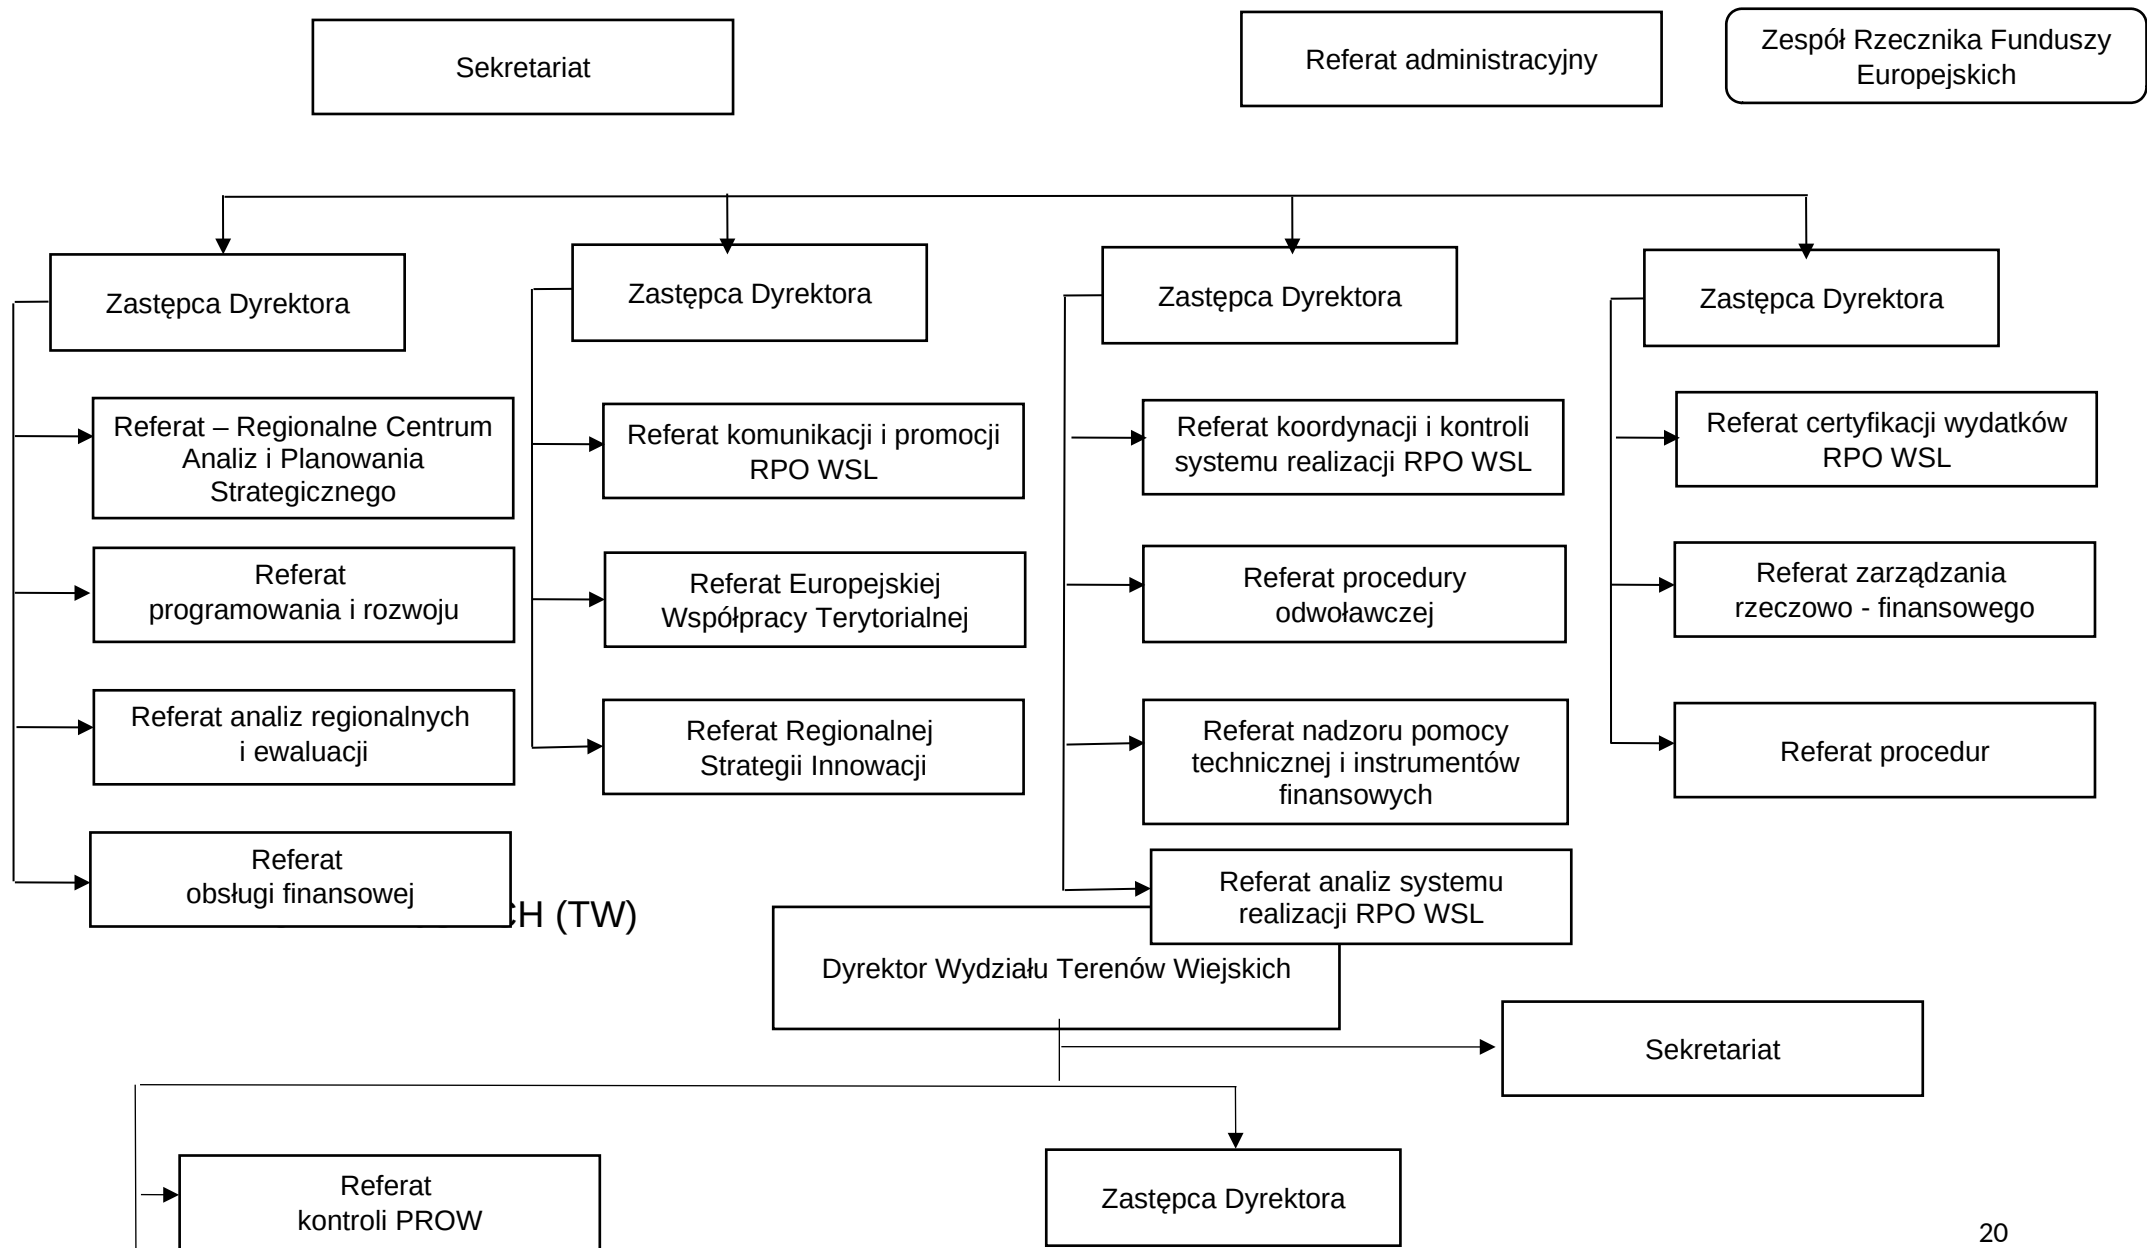 Sekretariat
Referat administracyjny
Zespół Rzecznika Funduszy
Europejskich
Zastępca Dyrektora
Zastępca Dyrektora
Zastępca Dyrektora
Zastępca Dyrektora
Referat – Regionalne Centrum
Analiz i Planowania
Strategicznego
Referat komunikacji i promocji
RPO WSL
Referat koordynacji i kontroli
systemu realizacji RPO WSL
Referat certyfikacji wydatków
RPO WSL
Referat
programowania i rozwoju
Referat Europejskiej
Współpracy Terytorialnej
Referat procedury
odwoławczej
Referat zarządzania
rzeczowo - finansowego
Referat analiz regionalnych
i ewaluacji
Referat Regionalnej
Strategii Innowacji
Referat nadzoru pomocy
technicznej i instrumentów
finansowych
Referat procedur
Referat
obsługi finansowej
Referat analiz systemu
realizacji RPO WSL
(TW)
Dyrektor Wydziału Terenów Wiejskich
Sekretariat
Referat
kontroli PROW
Zastępca Dyrektora
20